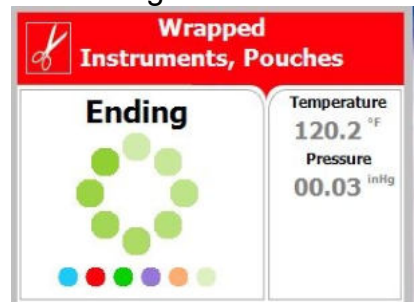 Wrapped
Instruments, Pouches
Ending
Temperature
120.2 °F
Pressure
00.03 inHg